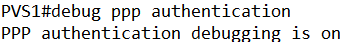 PVS1#debug ppp authentication
PPP authentication debugging is on